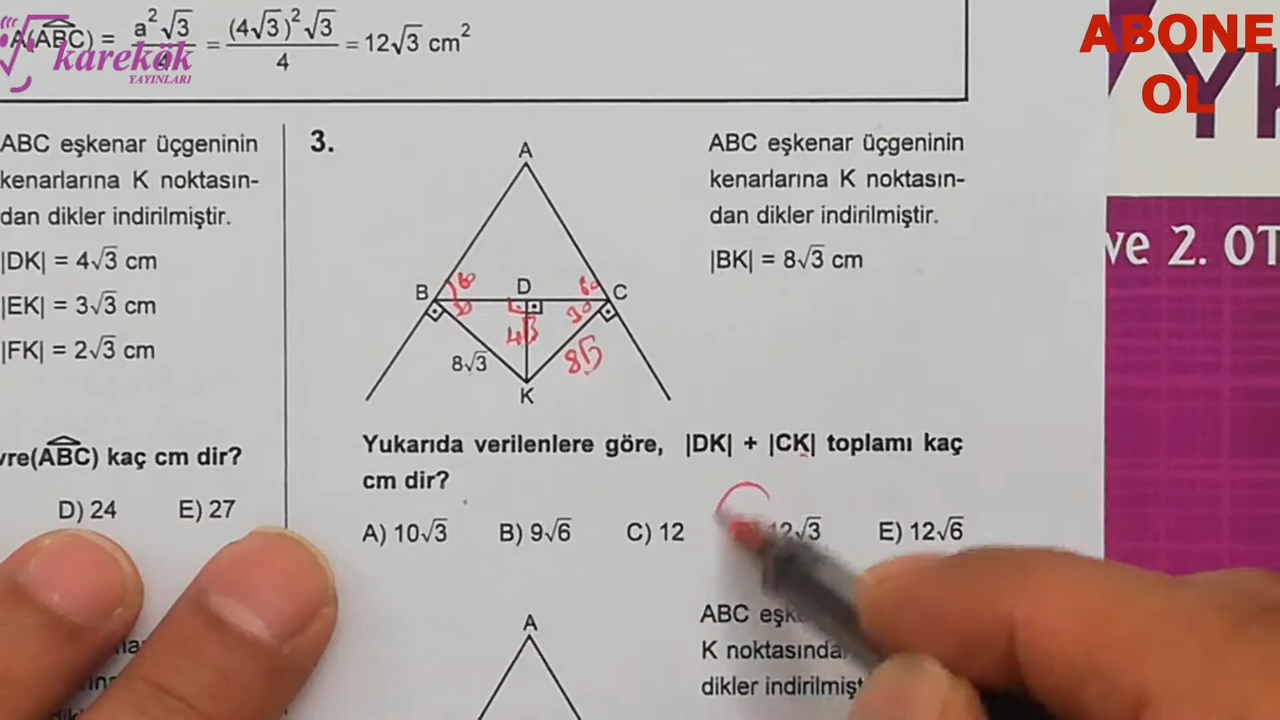 A(ABC) = a²√3 / 4 = (4√3)²√3 / 4 = 12√3 cm²
karekök
YAYINLARI
ABONE
OL
ve 2. OT
ABC eşkenar üçgeninin
kenarlarına K noktasın-
dan dikler indirilmiştir.
|DK| = 4√3 cm
|EK| = 3√3 cm
|FK| = 2√3 cm
vre(ABC) kaç cm dir?
D) 24 E) 27
3.
A
B
D
C
K
60
60
30
30
4√3
8√3
8√3
ABC eşkenar üçgeninin
kenarlarına K noktasın-
dan dikler indirilmiştir.
|BK| = 8√3 cm
Yukarıda verilenlere göre, |DK| + |CK| toplamı kaç
cm dir?
A) 10√3 B) 9√6 C) 12 12√3 E) 12√6
A
ABC eşk
K noktasında
dikler indirilmişt